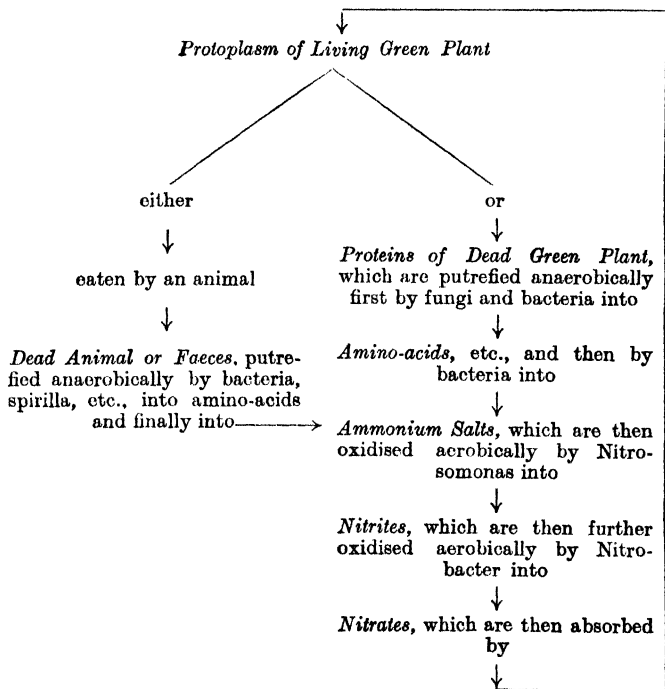 Protoplasm of Living Green Plant
either
eaten by an animal
Dead Animal or Faeces, putre-
fied anaerobically by bacteria,
spirilla, etc., into amino-acids
and finally into
or
Proteins of Dead Green Plant,
which are putrefied anaerobically
first by fungi and bacteria into
Amino-acids, etc., and then by
bacteria into
Ammonium Salts, which are then
oxidised aerobically by Nitro-
somonas into
Nitrites, which are then further
oxidised aerobically by Nitro-
bacter into
Nitrates, which are then absorbed
by